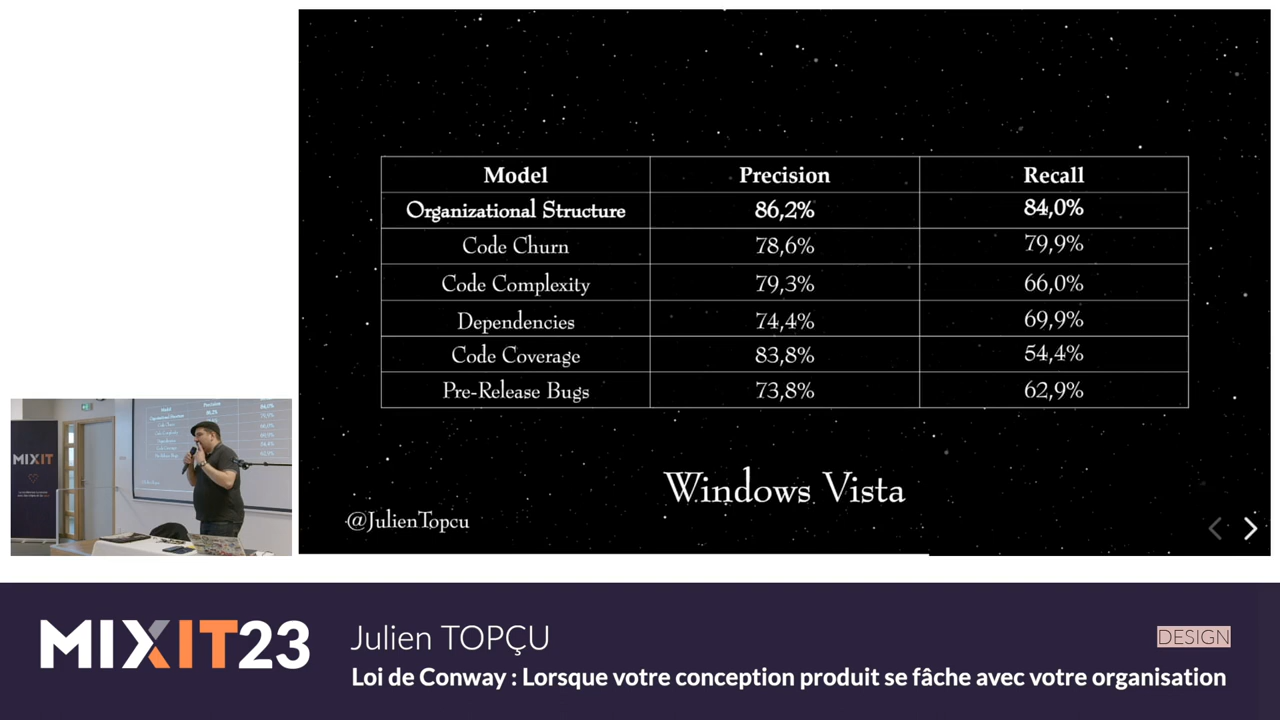 Model Precision Recall
Organizational Structure 86,2% 84,0%
Code Churn 78,6% 79,9%
Code Complexity 79,3% 66,0%
Dependencies 74,4% 69,9%
Code Coverage 83,8% 54,4%
Pre-Release Bugs 73,8% 62,9%
Windows Vista
@JulienTopcu
MIXIT
MIXIT23
Julien TOPÇU
DESIGN
Loi de Conway : Lorsque votre conception produit se fâche avec votre organisation